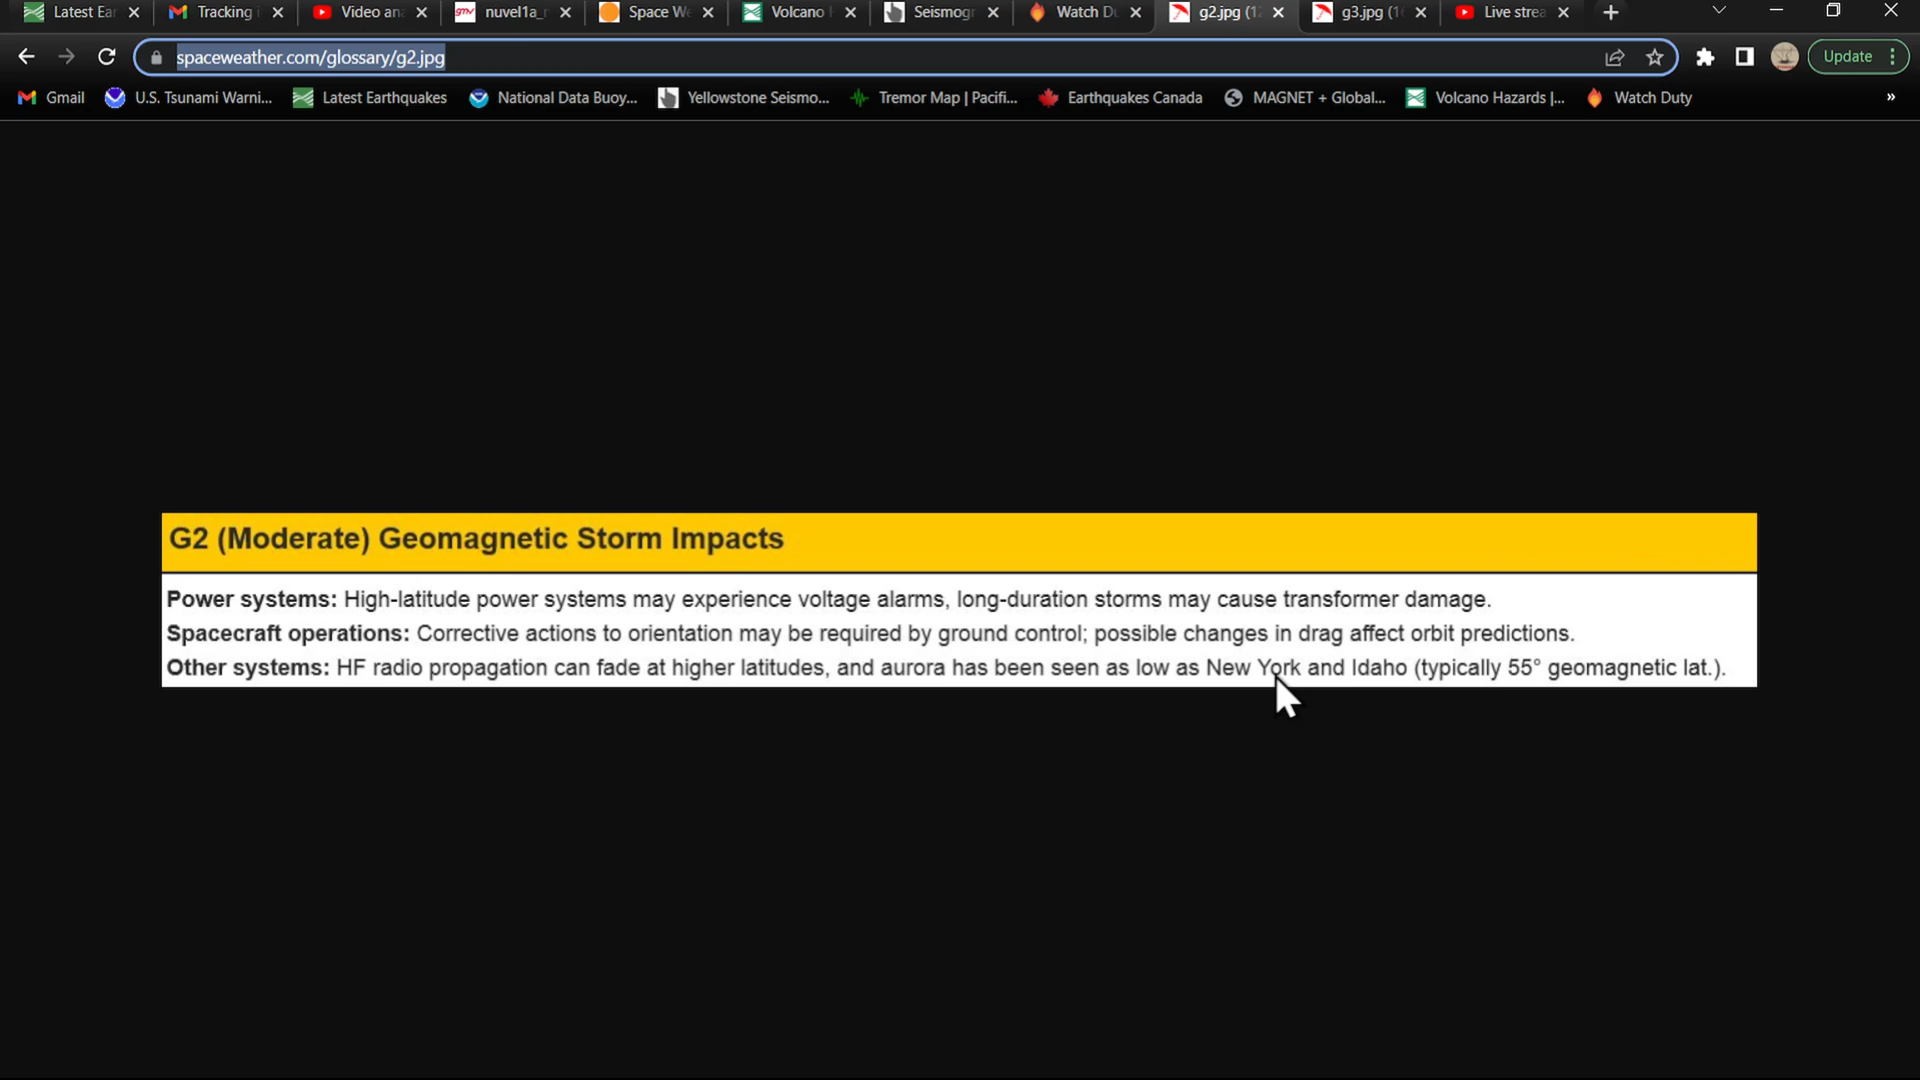 Latest Ea
Tracking
Video an
nuvel1a_r
Space We
Volcano
Seismogr
Watch Du
g2.jpg (12
g3.jpg (1
Live strea
spaceweather.com/glossary/g2.jpg
Update
Gmail
U.S. Tsunami Warni...
Latest Earthquakes
National Data Buoy...
Yellowstone Seismo...
Tremor Map | Pacifi...
Earthquakes Canada
MAGNET + Global...
Volcano Hazards |...
Watch Duty
»
G2 (Moderate) Geomagnetic Storm Impacts
Power systems: High-latitude power systems may experience voltage alarms, long-duration storms may cause transformer damage.
Spacecraft operations: Corrective actions to orientation may be required by ground control; possible changes in drag affect orbit predictions.
Other systems: HF radio propagation can fade at higher latitudes, and aurora has been seen as low as New York and Idaho (typically 55° geomagnetic lat.).